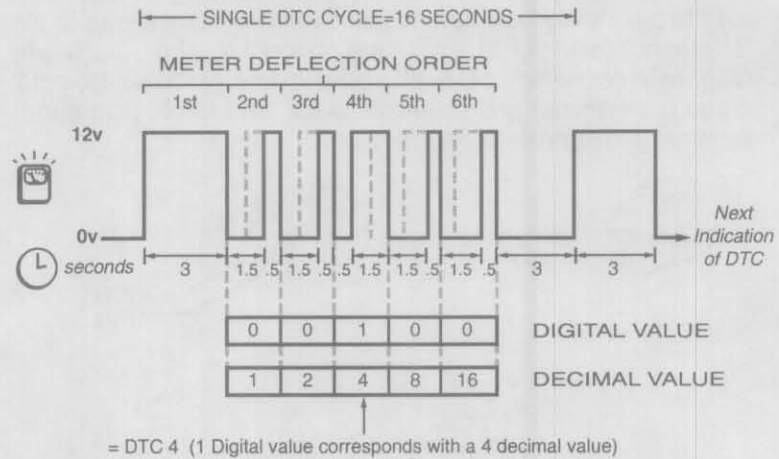 SINGLE DTC CYCLE=16 SECONDS
METER DEFLECTION ORDER
1st 2nd 3rd 4th 5th 6th
12v
0v
Next
Indication
of DTC
seconds 3 1.5 .5 1.5 .5 .5 1.5 1.5 .5 1.5 .5 3 3
0 0 1 0 0 DIGITAL VALUE
1 2 4 8 16 DECIMAL VALUE
= DTC 4 (1 Digital value corresponds with a 4 decimal value)